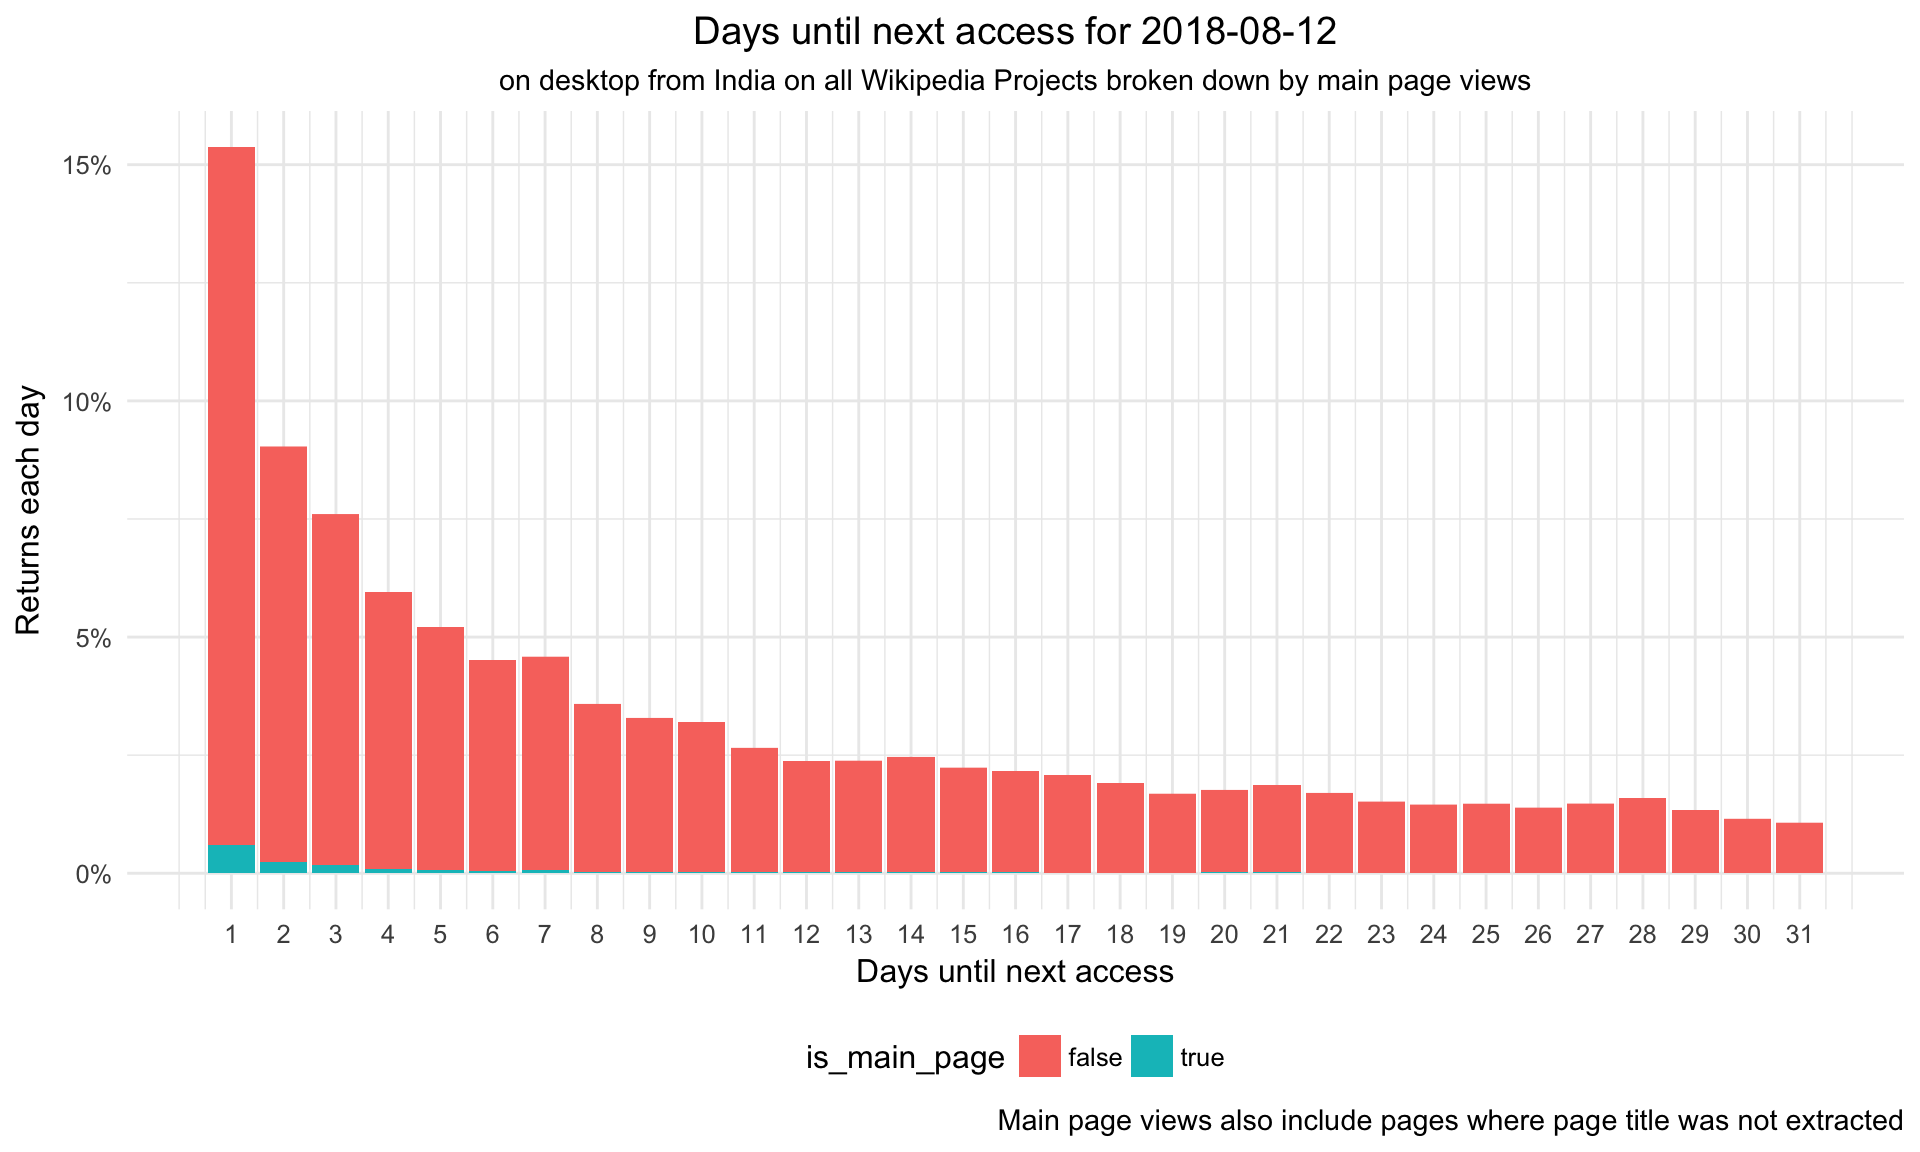 Days until next access for 2018-08-12
on desktop from India on all Wikipedia Projects broken down by main page views
15%
10%
5%
0%
Returns each day
1 2 3 4 5 6 7 8 9 10 11 12 13 14 15 16 17 18 19 20 21 22 23 24 25 26 27 28 29 30 31
Days until next access
is_main_page false true
Main page views also include pages where page title was not extracted